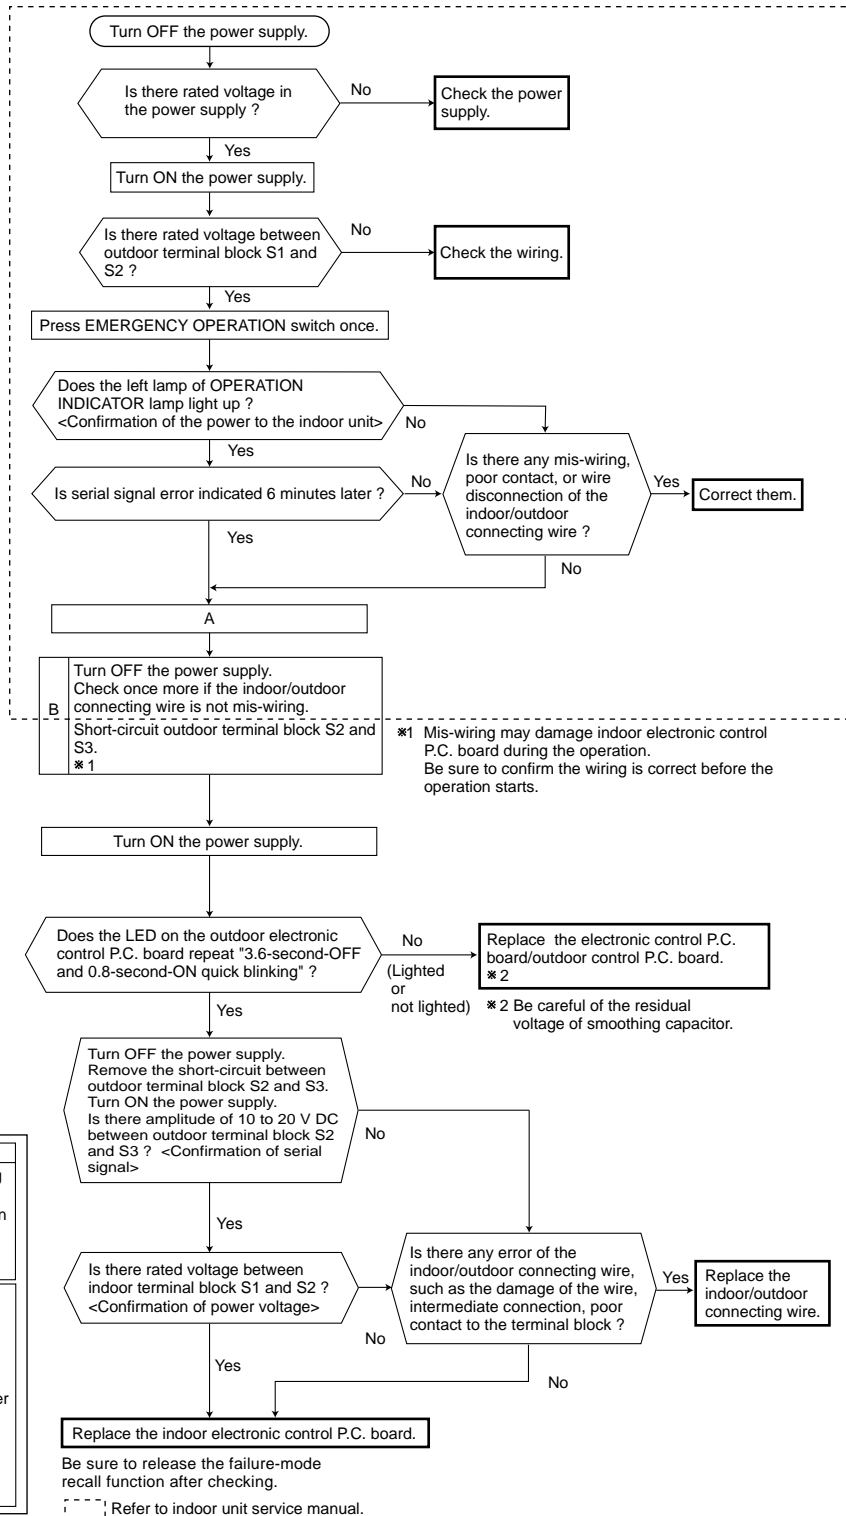 Turn OFF the power supply.
Is there rated voltage in
the power supply ?
No
Check the power
supply.
Yes
Turn ON the power supply.
Is there rated voltage between
outdoor terminal block S1 and
S2 ?
No
Check the wiring.
Yes
Press EMERGENCY OPERATION switch once.
Does the left lamp of OPERATION
INDICATOR lamp light up ?
<Confirmation of the power to the indoor unit>
No
Yes
Is serial signal error indicated 6 minutes later ?
No
Is there any mis-wiring,
poor contact, or wire
disconnection of the
indoor/outdoor
connecting wire ?
Yes
Correct them.
Yes
No
A
B
Turn OFF the power supply.
Check once more if the indoor/outdoor
connecting wire is not mis-wiring.
Short-circuit outdoor terminal block S2 and
S3.
※1
※1 Mis-wiring may damage indoor electronic control
P.C. board during the operation.
Be sure to confirm the wiring is correct before the
operation starts.
Turn ON the power supply.
Does the LED on the outdoor electronic
control P.C. board repeat "3.6-second-OFF
and 0.8-second-ON quick blinking" ?
No
(Lighted
or
not lighted)
Replace the electronic control P.C.
board/outdoor control P.C. board.
※2
※2 Be careful of the residual
voltage of smoothing capacitor.
Yes
Turn OFF the power supply.
Remove the short-circuit between
outdoor terminal block S2 and S3.
Turn ON the power supply.
Is there amplitude of 10 to 20 V DC
between outdoor terminal block S2
and S3 ? <Confirmation of serial
signal>
No
Yes
Is there rated voltage between
indoor terminal block S1 and S2 ?
<Confirmation of power voltage>
No
Is there any error of the
indoor/outdoor connecting wire,
such as the damage of the wire,
intermediate connection, poor
contact to the terminal block ?
Yes
Replace the
indoor/outdoor
connecting wire.
Yes
No
Replace the indoor electronic control P.C. board.
Be sure to release the failure-mode
recall function after checking.
Refer to indoor unit service manual.